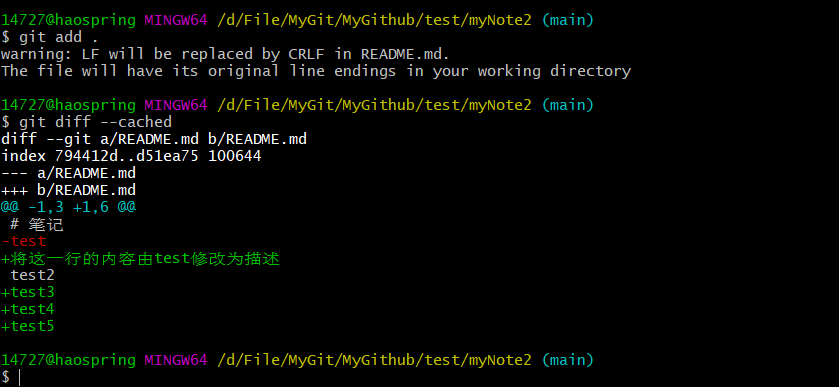 14727@haospring MINGW64 /d/File/MyGit/MyGithub/test/myNote2 (main)
$ git add .
warning: LF will be replaced by CRLF in README.md.
The file will have its original line endings in your working directory
14727@haospring MINGW64 /d/File/MyGit/MyGithub/test/myNote2 (main)
$ git diff --cached
diff --git a/README.md b/README.md
index 794412d..d51ea75 100644
--- a/README.md
+++ b/README.md
@@ -1,3 +1,6 @@
 # 笔记
-test
+将这一行的内容由test修改为描述
 test2
+test3
+test4
+test5
14727@haospring MINGW64 /d/File/MyGit/MyGithub/test/myNote2 (main)
$